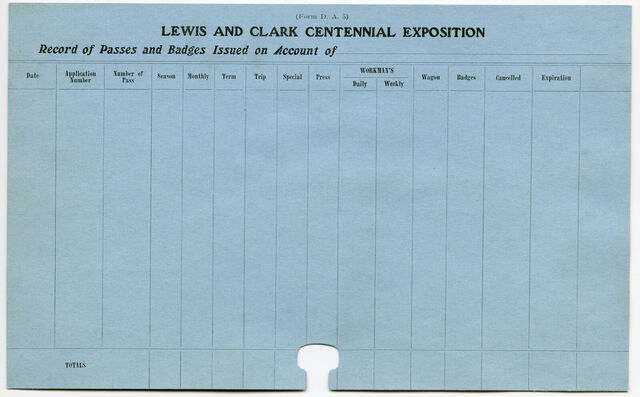 (Form D. A. 5)
LEWIS AND CLARK CENTENNIAL EXPOSITION
Record of Passes and Badges Issued on Account of
Date Application Number Number of Pass Season Monthly Term Trip Special Press WORKMAN'S Daily Weekly Wagon Badges Cancelled Expiration
TOTALS